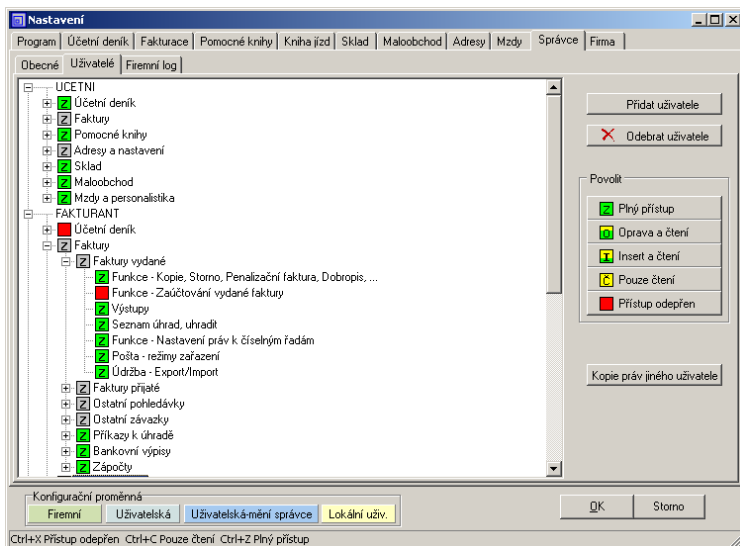 Nastavení
Program Účetní deník Fakturace Pomocné knihy Kniha jízd Sklad Maloobchod Adresy Mzdy Správce Firma
Obecné Uživatelé Firemní log
UCETNI
Z Účetní deník
Z Faktury
Z Pomocné knihy
Z Adresy a nastavení
Z Sklad
Z Maloobchod
Z Mzdy a personalistika
FAKTURANT
Účetní deník
Z Faktury
Z Faktury vydané
Z Funkce - Kopie, Storno, Penalizační faktura, Dobropis, ...
Funkce - Zaúčtování vydané faktury
Z Výstupy
Z Seznam úhrad, uhradit
Z Funkce - Nastavení práv k číselným řadám
Z Pošta - režimy zařazení
Z Údržba - Export/Import
Z Faktury přijaté
Z Ostatní pohledávky
Z Ostatní závazky
Z Příkazy k úhradě
Z Bankovní výpisy
Z Zápočty
Přidat uživatele
Odebrat uživatele
Povolit
Z Plný přístup
O Oprava a čtení
I Insert a čtení
Č Pouze čtení
Přístup odepřen
Kopie práv jiného uživatele
Konfigurační proměnná
Firemní Uživatelská Uživatelská-mění správce Lokální uživ.
OK Storno
Ctrl+X Přístup odepřen Ctrl+C Pouze čtení Ctrl+Z Plný přístup